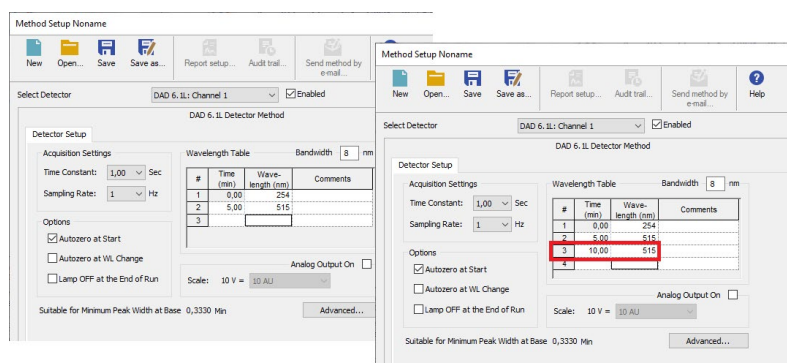 Method Setup Noname
New Open... Save Save as... Report setup... Audit trail... Send method by e-mail...
Select Detector DAD 6.1L: Channel 1 Enabled
DAD 6.1L Detector Method
Detector Setup
Acquisition Settings Wavelength Table Bandwidth 8 nm
Time Constant: 1,00 Sec
Sampling Rate: 1 Hz
# Time (min) Wave-length (nm) Comments
1 0,00 254
2 5,00 515
3
Options
Autozero at Start
Autozero at WL Change
Lamp OFF at the End of Run
Analog Output On
Scale: 10 V = 10 AU
Suitable for Minimum Peak Width at Base 0,3330 Min Advanced...
Method Setup Noname
New Open... Save Save as... Report setup... Audit trail... Send method by e-mail... Help
Select Detector DAD 6.1L: Channel 1 Enabled
DAD 6.1L Detector Method
Detector Setup
Acquisition Settings Wavelength Table Bandwidth 8 nm
Time Constant: 1,00 Sec
Sampling Rate: 1 Hz
# Time (min) Wave-length (nm) Comments
1 0,00 254
2 5,00 515
3 10,00 515
4
Options
Autozero at Start
Autozero at WL Change
Lamp OFF at the End of Run
Analog Output On
Scale: 10 V = 10 AU
Suitable for Minimum Peak Width at Base 0,3330 Min Advanced...